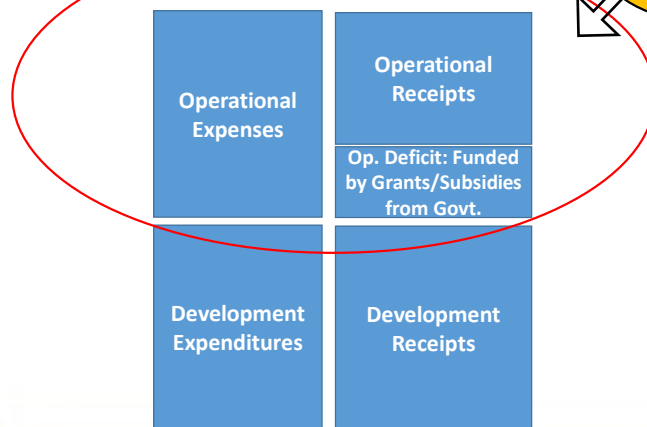 Operational
Expenses
Operational
Receipts
Op. Deficit: Funded
by Grants/Subsidies
from Govt.
Development
Expenditures
Development
Receipts